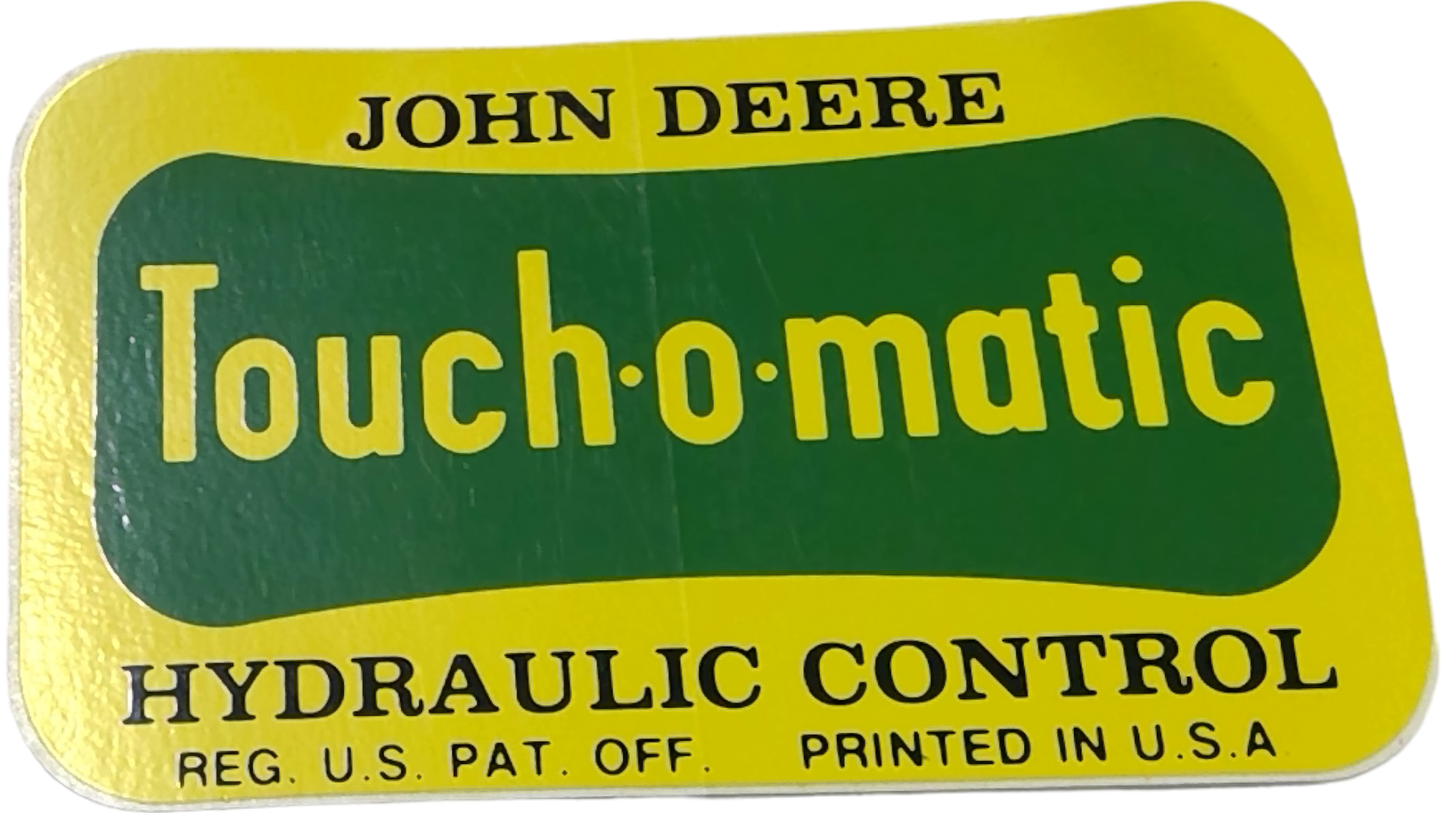 JOHN DEERE
Touch·o·matic
HYDRAULIC CONTROL
REG. U.S. PAT. OFF. PRINTED IN U.S.A